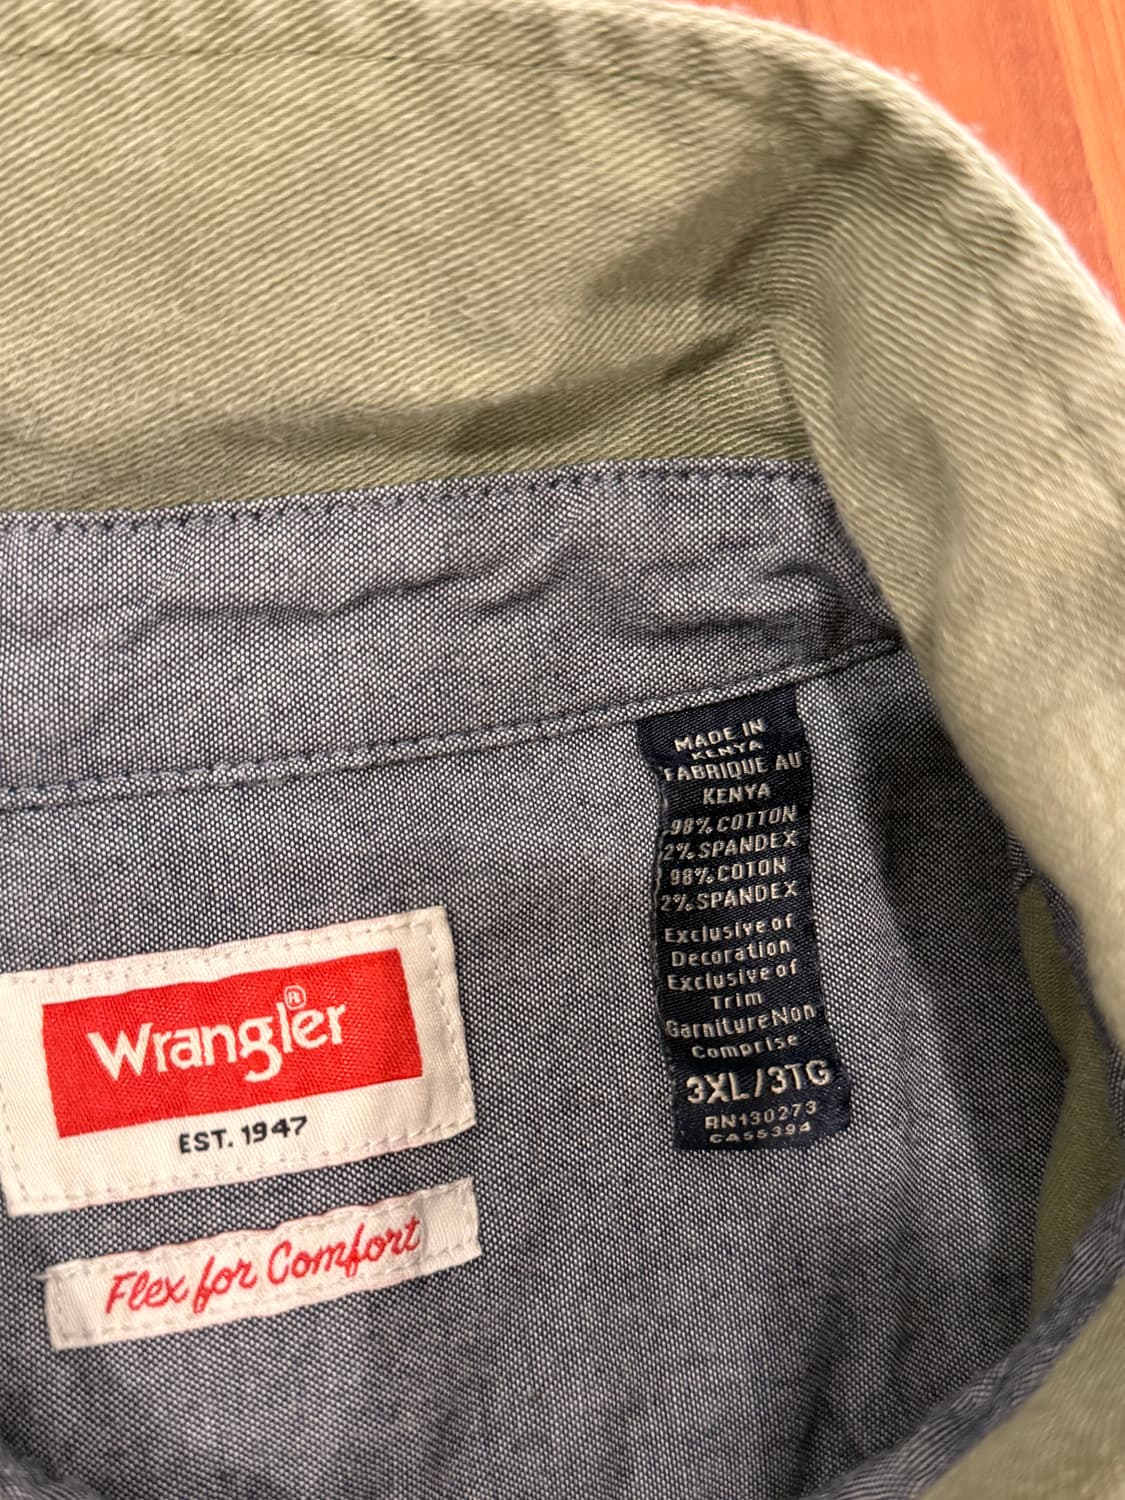 MADE IN
KENYA
FABRIQUE AU
KENYA
98% COTTON
2% SPANDEX
98% COTON
2% SPANDEX
Exclusive of
Decoration
Exclusive of
Trim
Garniture Non
Comprise
3XL/3TG
RN130273
CA55394
Wrangler®
EST. 1947
Flex for Comfort